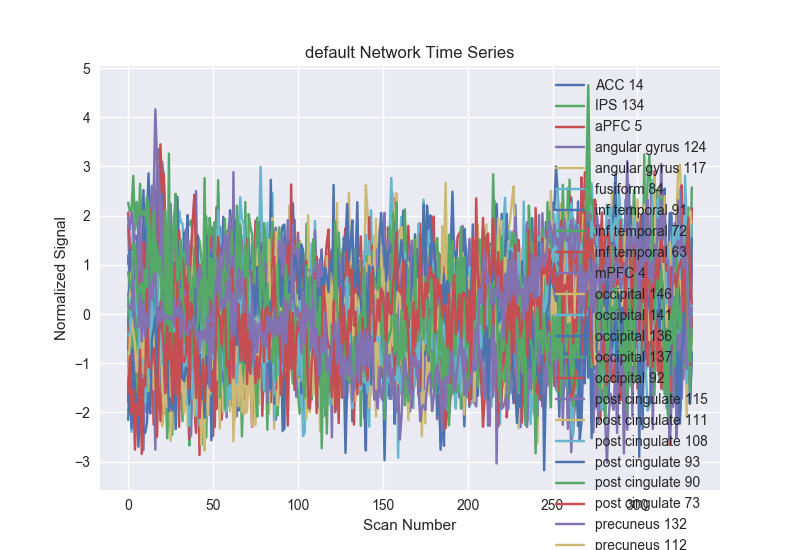 default Network Time Series
Normalized Signal
5
4
3
2
1
0
−1
−2
−3
0
50
100
150
200
250
300
Scan Number
ACC 14
IPS 134
aPFC 5
angular gyrus 124
angular gyrus 117
fusiform 84
inf temporal 91
inf temporal 72
inf temporal 63
mPFC 4
occipital 146
occipital 141
occipital 136
occipital 137
occipital 92
post cingulate 115
post cingulate 111
post cingulate 108
post cingulate 93
post cingulate 90
post cingulate 73
precuneus 132
precuneus 112